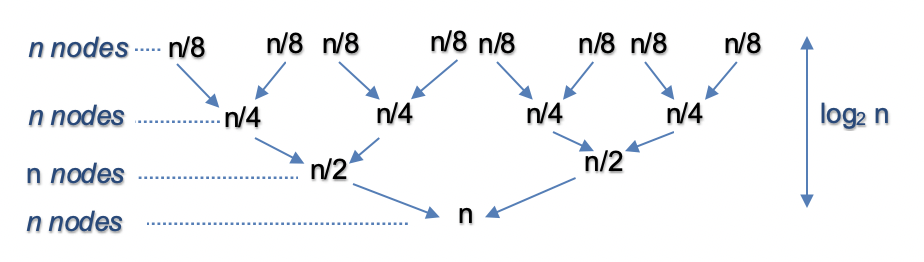 n nodes n/8 n/8 n/8 n/8 n/8 n/8 n/8 n/8
n nodes n/4 n/4 n/4 n/4 log₂ n
n nodes n/2 n/2
n nodes n